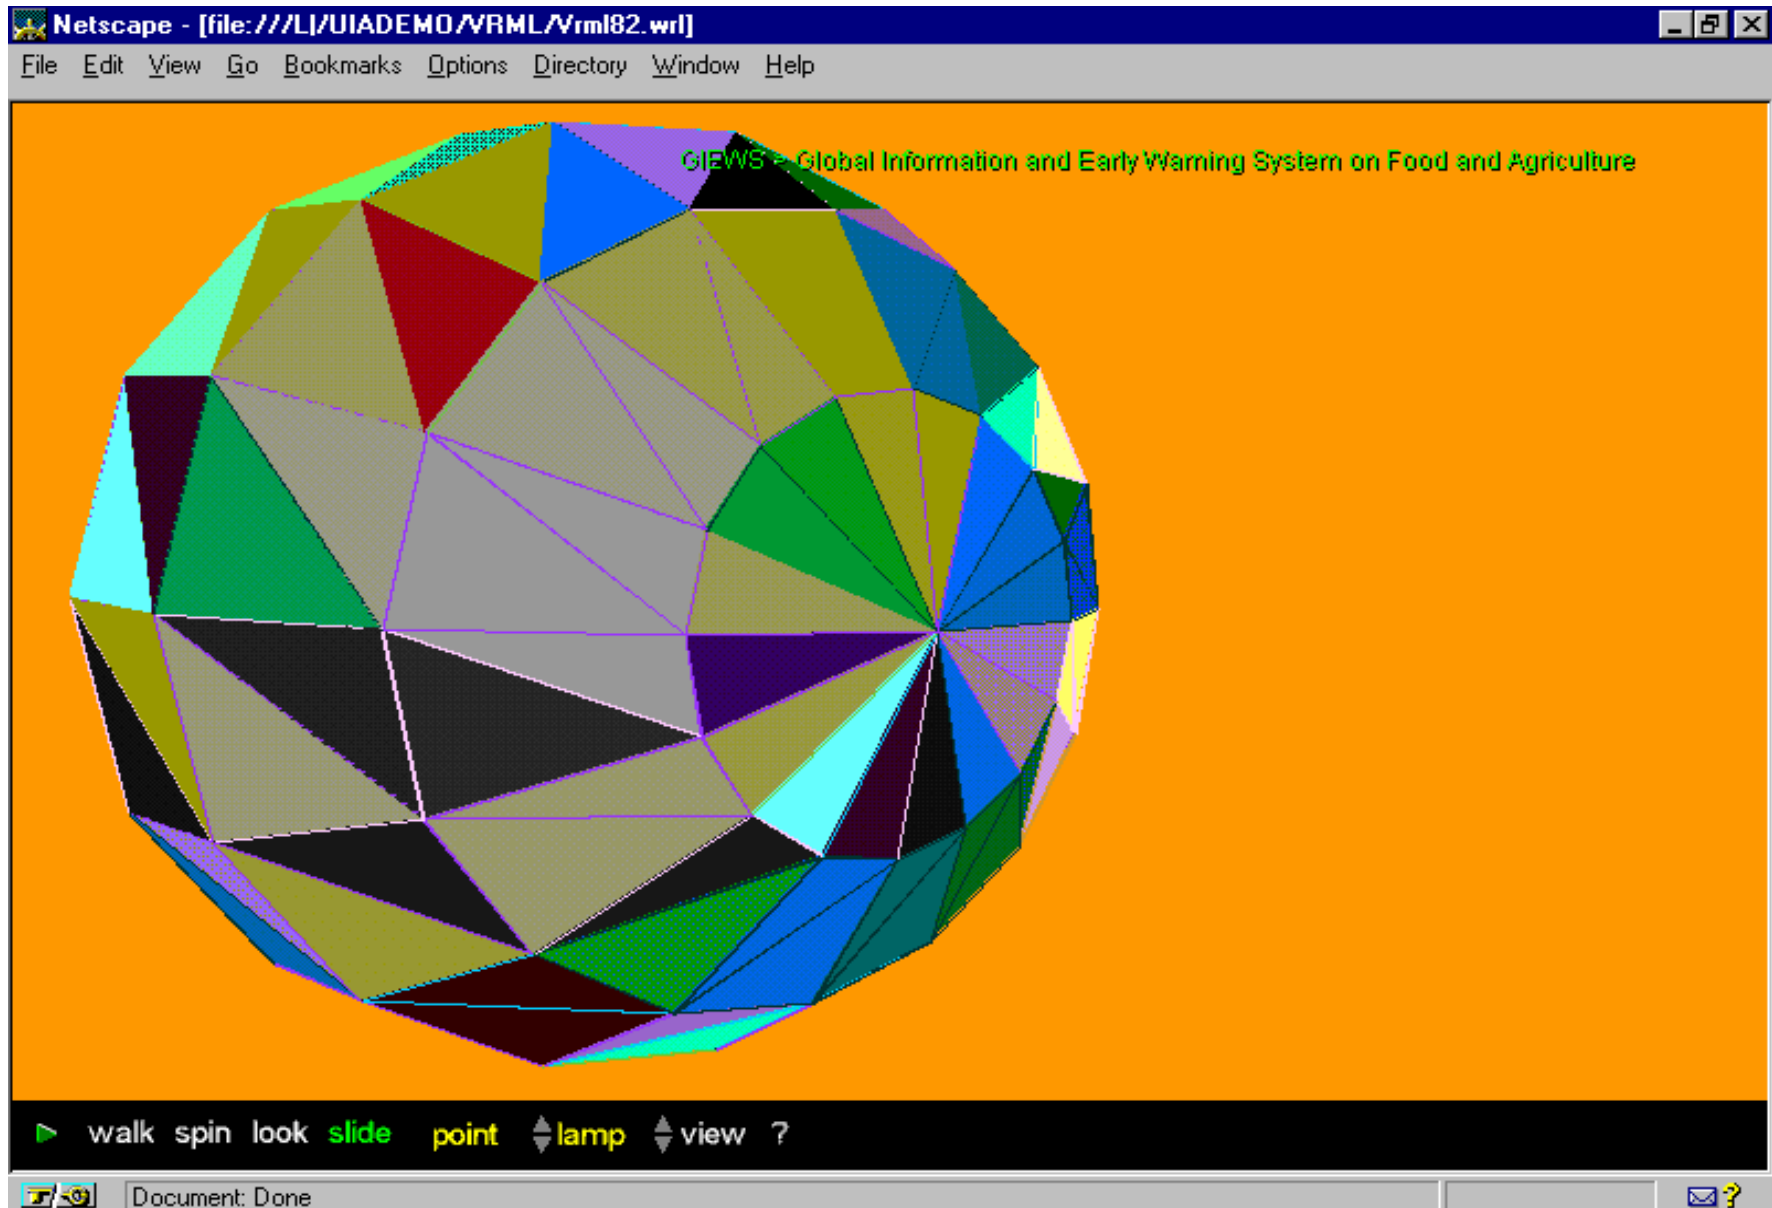 Netscape - [file:///L|/UIADEMO/VRML/Vrml82.wrl]
File Edit View Go Bookmarks Options Directory Window Help
GIEWS > Global Information and Early Warning System on Food and Agriculture
walk spin look slide point lamp view ?
Document: Done